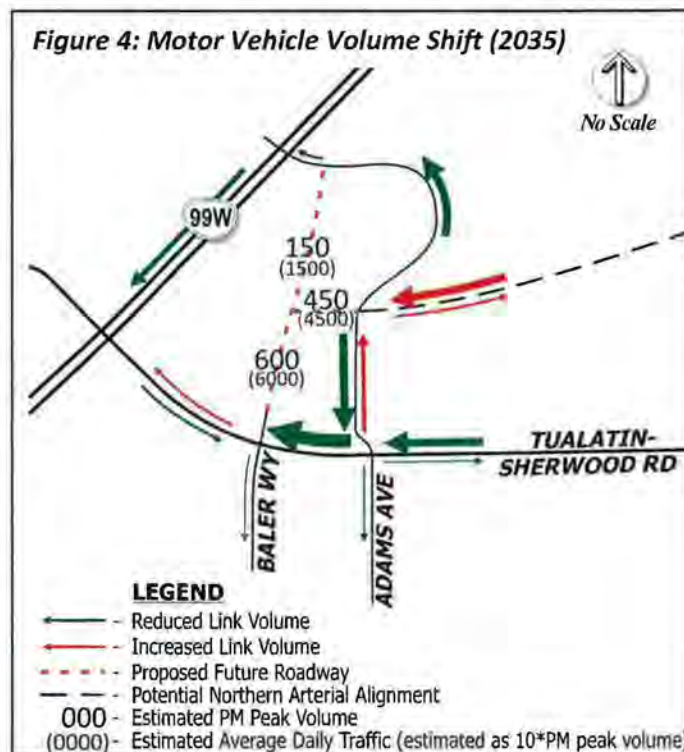 Figure 4: Motor Vehicle Volume Shift (2035)
No Scale
99W
150
(1500)
450
(4500)
600
(6000)
TUALATIN-
SHERWOOD RD
BALER WY
ADAMS AVE
LEGEND
- Reduced Link Volume
- Increased Link Volume
- Proposed Future Roadway
- Potential Northern Arterial Alignment
000 - Estimated PM Peak Volume
(0000) - Estimated Average Daily Traffic (estimated as 10*PM peak volume)